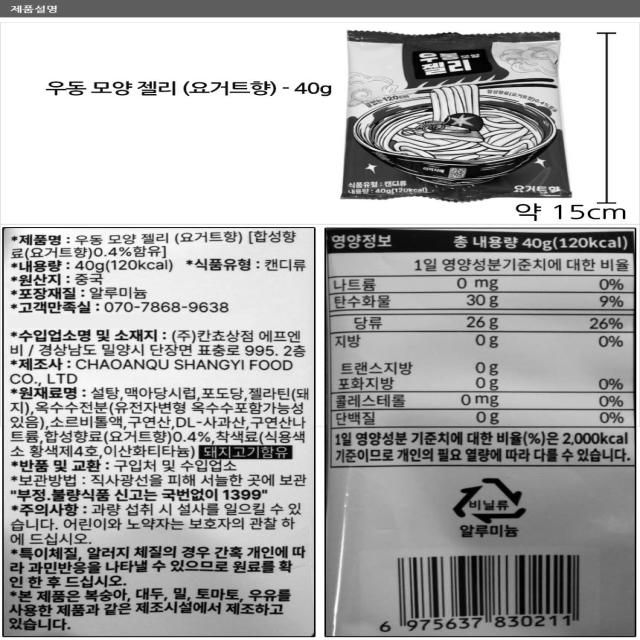 제품설명
우동 모양 젤리 (요거트향) - 40g
우동모양
젤리
식품유형 : 캔디류
내용량 : 40g(120kcal)
요거트향
약 15cm
*제품명 : 우동 모양 젤리 (요거트향) [합성향
료(요거트향)0.4%함유]
*내용량 : 40g(120kcal) *식품유형 : 캔디류
*원산지 : 중국
*포장재질 : 알루미늄
*고객만족실 : 070-7868-9638
*수입업소명 및 소재지 : (주)칸쵸상점 에프엔
비 / 경상남도 밀양시 단장면 표충로 995. 2층
*제조사 : CHAOANQU SHANGYI FOOD
CO., LTD
*원재료명 : 설탕,맥아당시럽,포도당,젤라틴(돼
지),옥수수전분(유전자변형 옥수수포함가능성
있음),소르비톨액,구연산,DL-사과산,구연산나
트륨,합성향료(요거트향)0.4%,착색료(식용색
소 황색제4호,이산화티타늄) 돼지고기함유
*반품 및 교환 : 구입처 및 수입업소
*보관방법 : 직사광선을 피해 서늘한 곳에 보관
"부정.불량식품 신고는 국번없이 1399"
*주의사항 : 과량 섭취 시 설사를 일으킬 수 있
습니다. 어린이와 노약자는 보호자의 관찰 하
에 드십시오.
*특이체질, 알러지 체질의 경우 간혹 개인에 따
라 과민반응을 나타낼 수 있으므로 원료를 확
인 한 후 드십시오.
*본 제품은 복숭아, 대두, 밀, 토마토, 우유를
사용한 제품과 같은 제조시설에서 제조하고
있습니다.
영양정보 총 내용량 40g(120kcal)
1일 영양성분기준치에 대한 비율
나트륨 0 mg 0%
탄수화물 30 g 9%
당류 26 g 26%
지방 0 g 0%
트랜스지방 0 g
포화지방 0 g 0%
콜레스테롤 0 mg 0%
단백질 0 g 0%
1일 영양성분 기준치에 대한 비율(%)은 2,000kcal
기준이므로 개인의 필요 열량에 따라 다를 수 있습니다.
비닐류
알루미늄
6 975637 830211